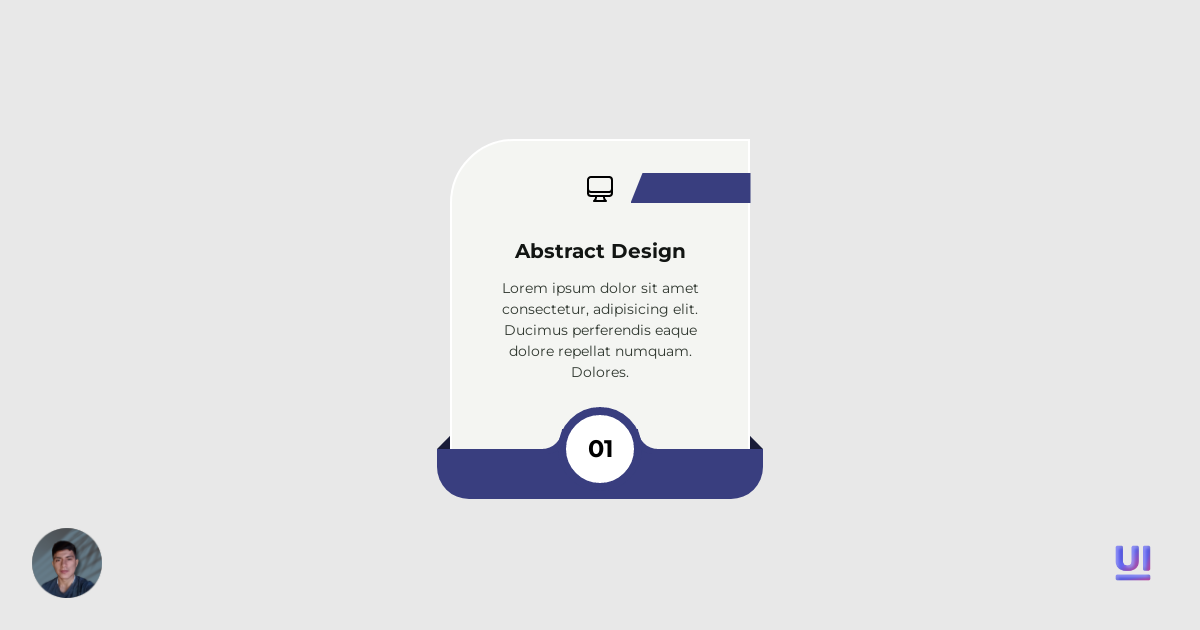 Abstract Design
Lorem ipsum dolor sit amet
consectetur, adipisicing elit.
Ducimus perferendis eaque
dolore repellat numquam.
Dolores.
01
UI